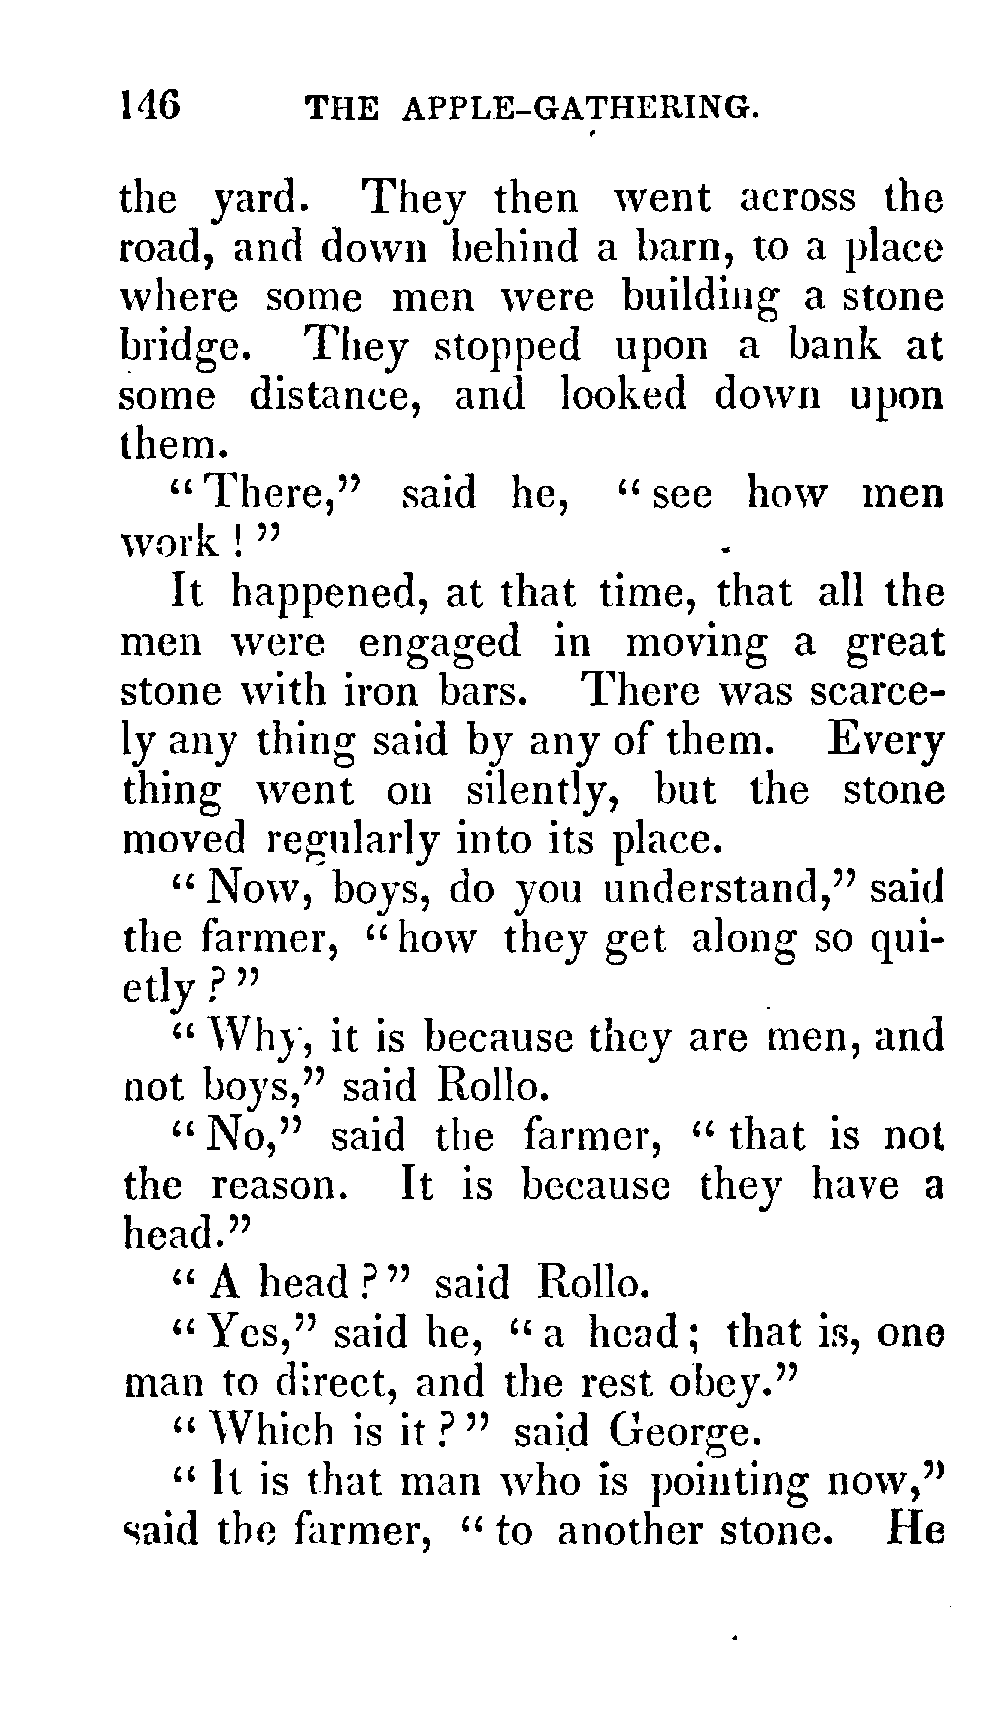 146 THE APPLE-GATHERING.
the yard. They then went across the
road, and down behind a barn, to a place
where some men were building a stone
bridge. They stopped upon a bank at
some distance, and looked down upon
them.
“There,” said he, “see how men
work!”
It happened, at that time, that all the
men were engaged in moving a great
stone with iron bars. There was scarce-
ly any thing said by any of them. Every
thing went on silently, but the stone
moved regularly into its place.
“Now, boys, do you understand,” said
the farmer, “how they get along so qui-
etly?”
“Why, it is because they are men, and
not boys,” said Rollo.
“No,” said the farmer, “that is not
the reason. It is because they have a
head.”
“A head?” said Rollo.
“Yes,” said he, “a head; that is, one
man to direct, and the rest obey.”
“Which is it?” said George.
“It is that man who is pointing now,”
said the farmer, “to another stone. He